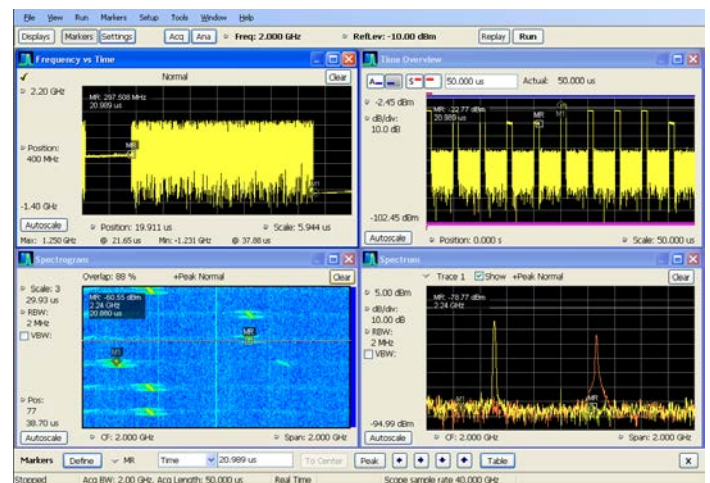 File View Run Markers Setup Tools Window Help
Displays Markers Settings Acq Ana Freq: 2.000 GHz RefLev: -10.00 dBm Replay Run
Frequency vs Time
Normal Clear
2.20 GHz
MR: 297.508 MHz
20.989 us
Position:
400 MHz
MR
M1
-1.40 GHz
Autoscale Position: 19.911 us Scale: 5.944 us
Max: 1.250 GHz @ 21.65 us Min: -1.231 GHz @ 37.88 us
Time Overview
50.000 us Actual: 50.000 us
-2.45 dBm
MR: -22.77 dBm
20.989 us
dB/div:
10.0 dB
MR
M1
-102.45 dBm
Autoscale Position: 0.000 s Scale: 50.000 us
Spectrogram
Overlap: 88 % +Peak Normal Clear
Scale: 3
29.93 us
MR: -60.55 dBm
2.24 GHz
20.860 us
RBW:
2 MHz
VBW:
MR
M1
Pos:
77
38.70 us
Autoscale CF: 2.000 GHz Span: 2.000 GHz
Spectrum
Trace 1 Show +Peak Normal Clear
5.00 dBm
MR: -78.77 dBm
2.24 GHz
dB/div:
10.00 dB
RBW:
2 MHz
VBW:
M1
MR
-94.99 dBm
Autoscale CF: 2.000 GHz Span: 2.000 GHz
Markers Define MR Time 20.989 us To Center Peak Table X
Stopped Acq BW: 2.00 GHz, Acq Length: 50.000 us Real Time Scope sample rate 40.000 GHz